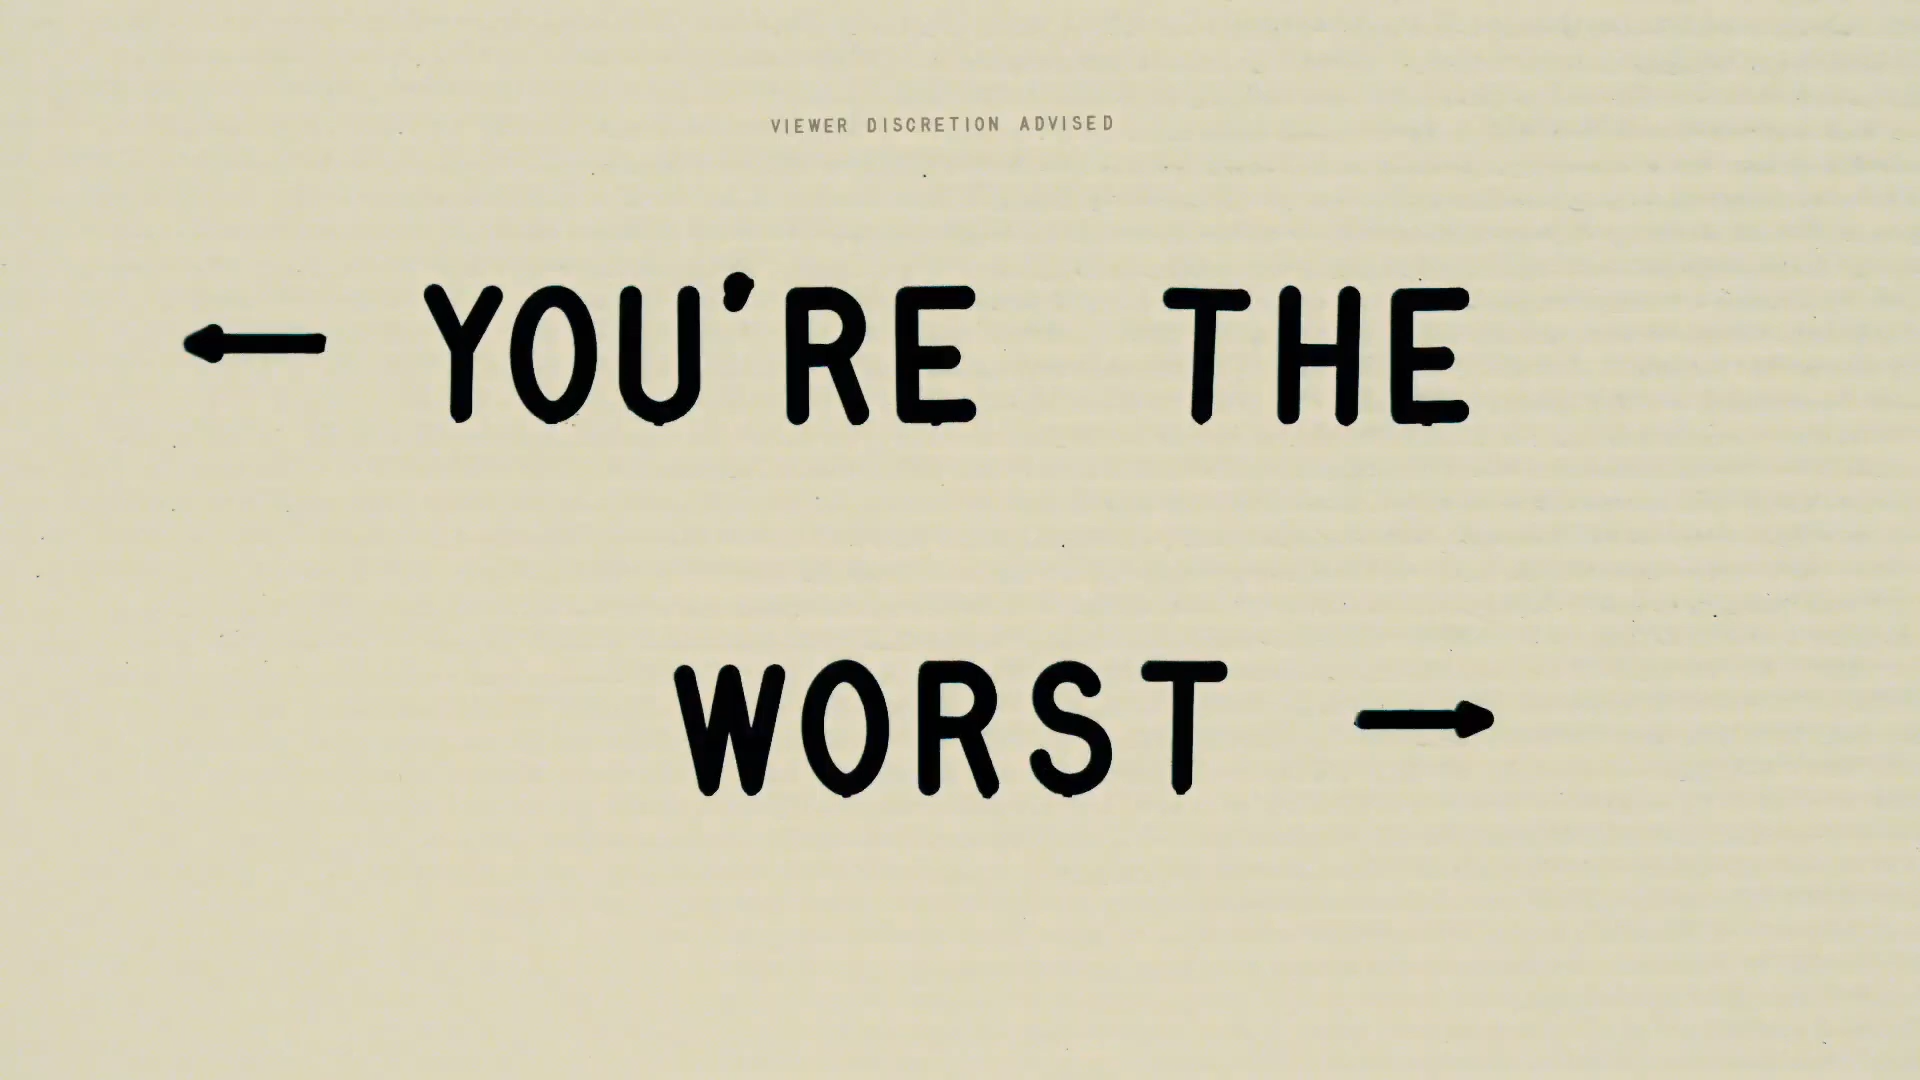 VIEWER DISCRETION ADVISED
← YOU'RE THE
WORST →